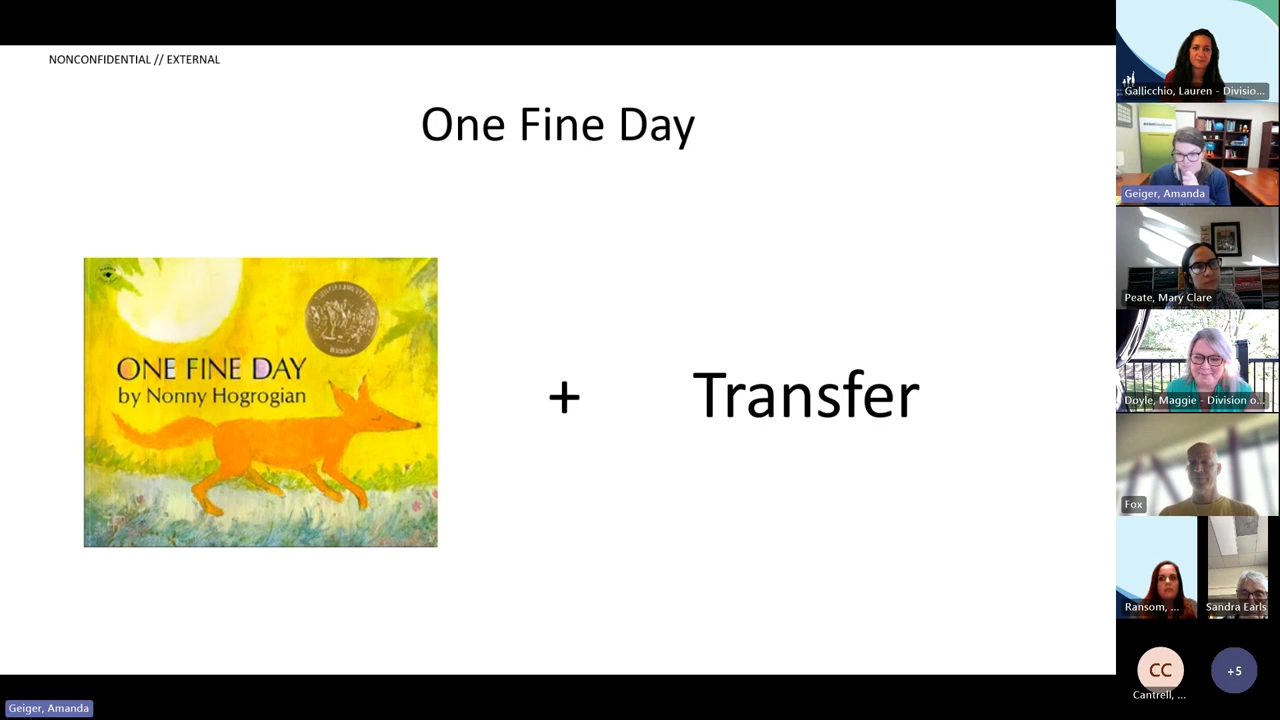 NONCONFIDENTIAL // EXTERNAL
One Fine Day
ONE FINE DAY
by Nonny Hogrogian
+ Transfer
Gallicchio, Lauren - Divisio...
Geiger, Amanda
Peate, Mary Clare
Doyle, Maggie - Division o...
Fox
Ransom, ...
Sandra Earls
CC
Cantrell, ...
+5
Geiger, Amanda